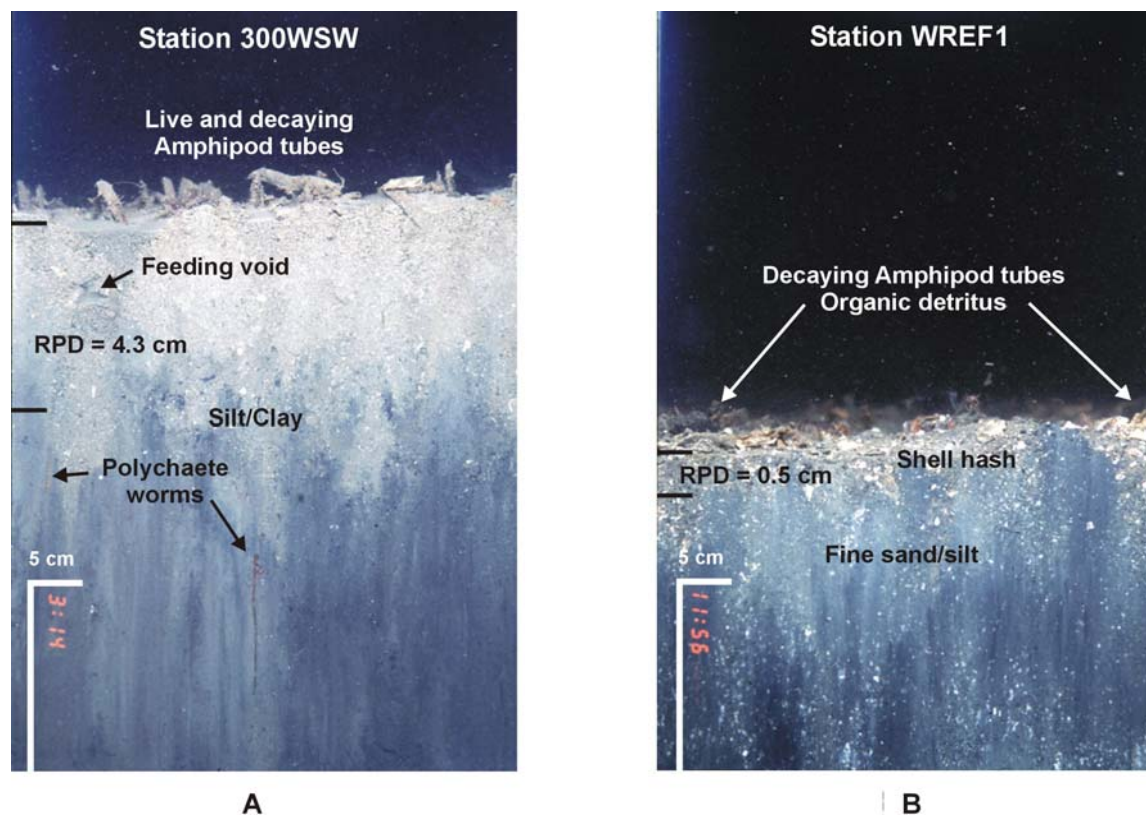 Station 300WSW
Live and decaying
Amphipod tubes
Feeding void
RPD = 4.3 cm
Silt/Clay
Polychaete
worms
5 cm
3:14
A
Station WREF1
Decaying Amphipod tubes
Organic detritus
Shell hash
RPD = 0.5 cm
Fine sand/silt
5 cm
11:56
B